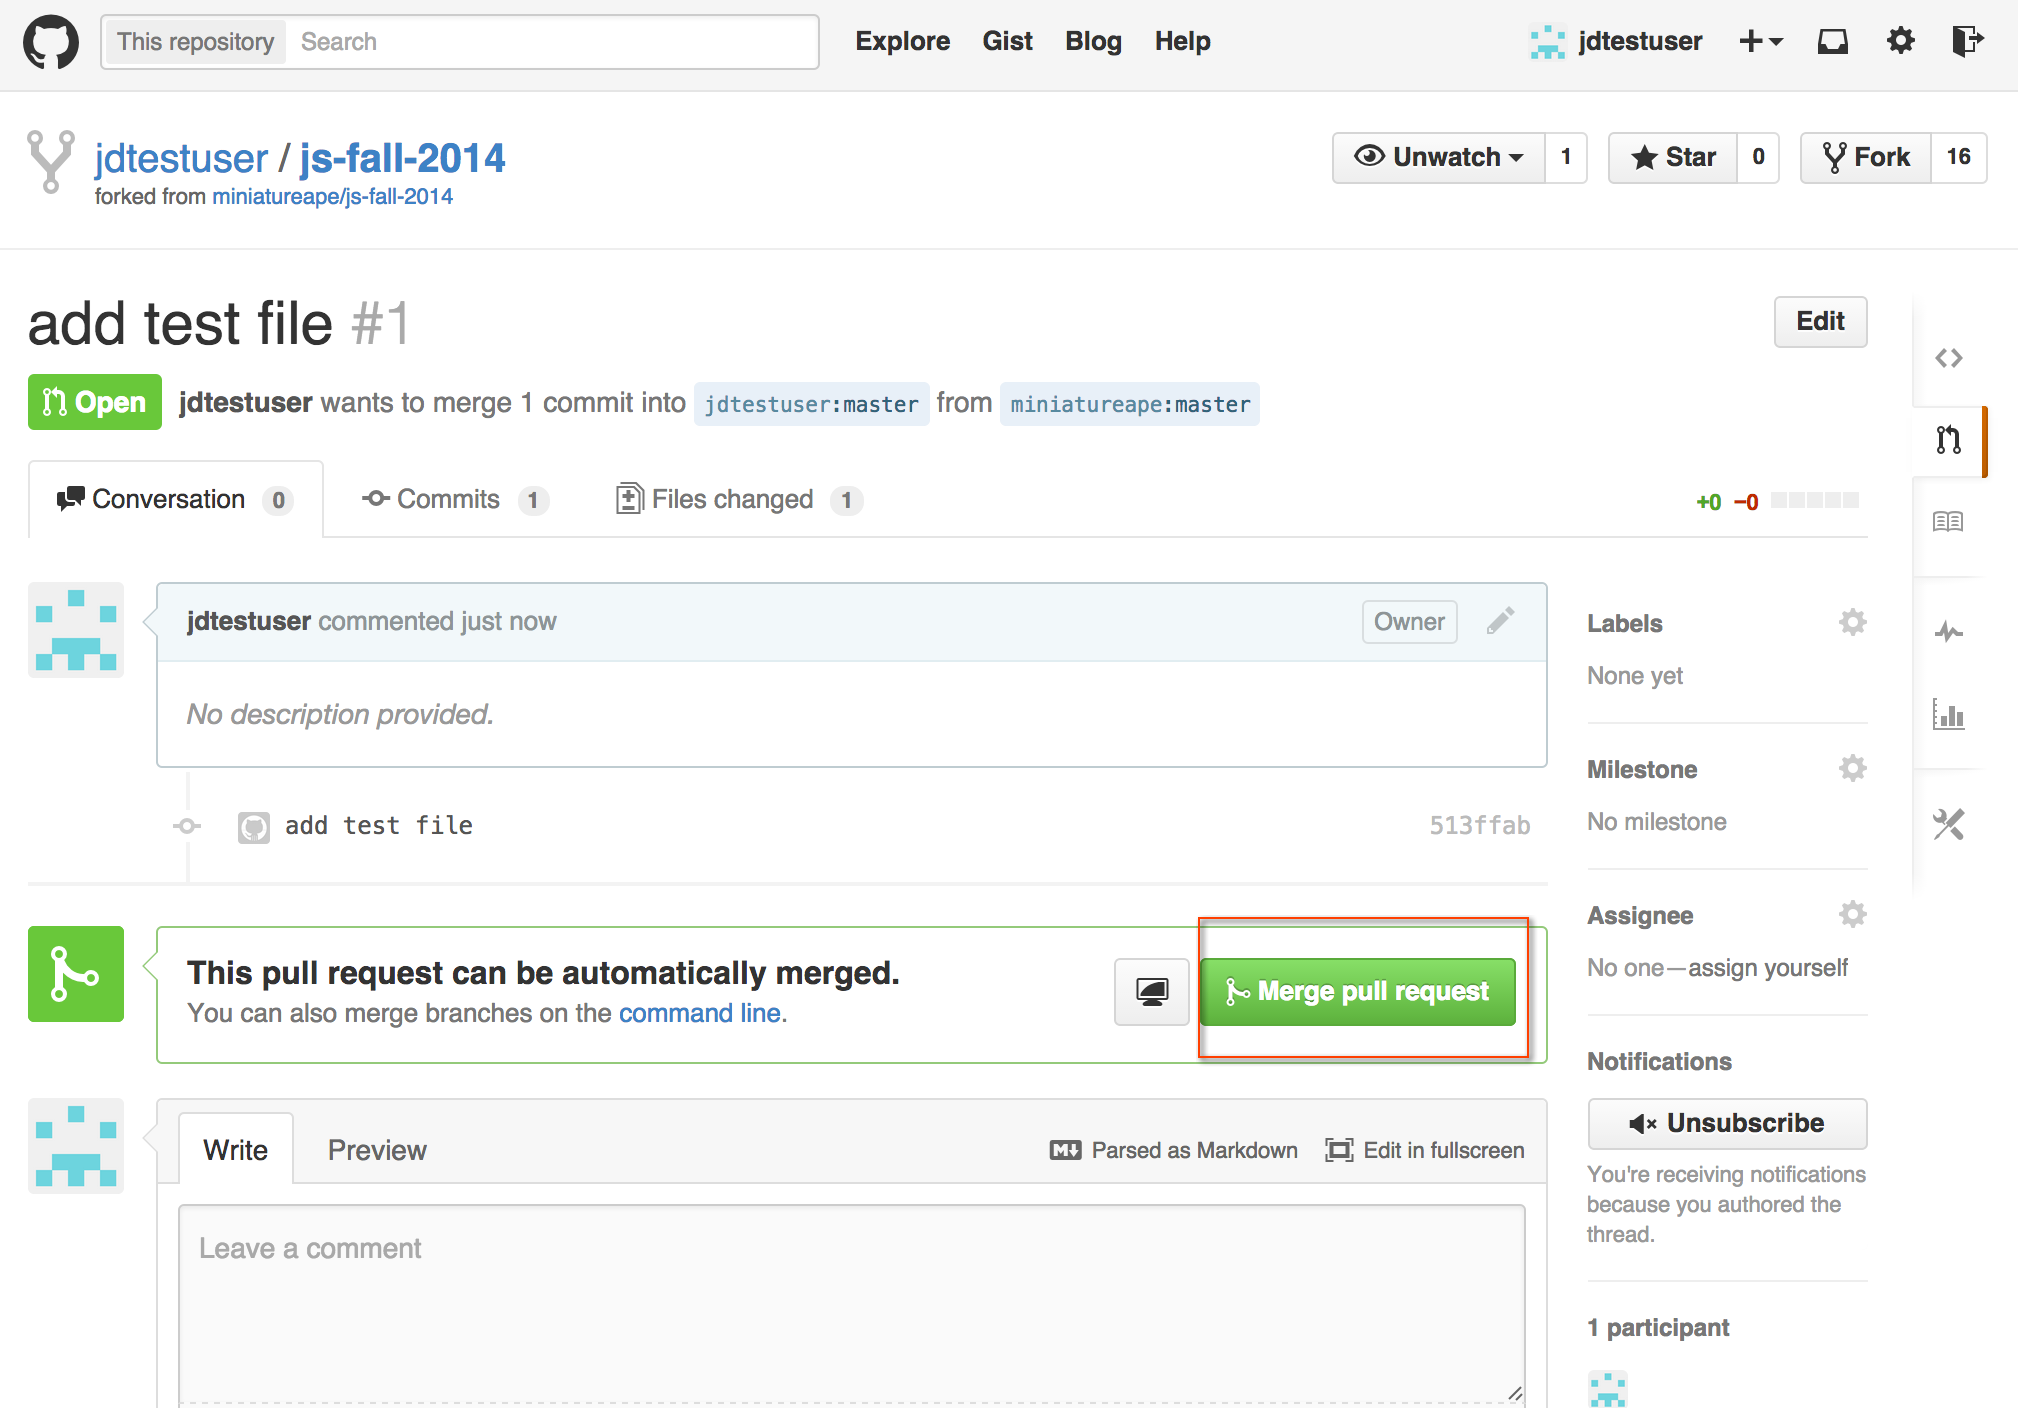 This repository Search Explore Gist Blog Help jdtestuser
jdtestuser / js-fall-2014
forked from miniatureape/js-fall-2014
Unwatch 1 Star 0 Fork 16
add test file #1
Edit
Open jdtestuser wants to merge 1 commit into jdtestuser:master from miniatureape:master
Conversation 0 Commits 1 Files changed 1 +0 −0
jdtestuser commented just now Owner
No description provided.
add test file 513ffab
This pull request can be automatically merged.
You can also merge branches on the command line.
Merge pull request
Write Preview M↓ Parsed as Markdown Edit in fullscreen
Leave a comment
Labels
None yet
Milestone
No milestone
Assignee
No one—assign yourself
Notifications
Unsubscribe
You're receiving notifications
because you authored the
thread.
1 participant